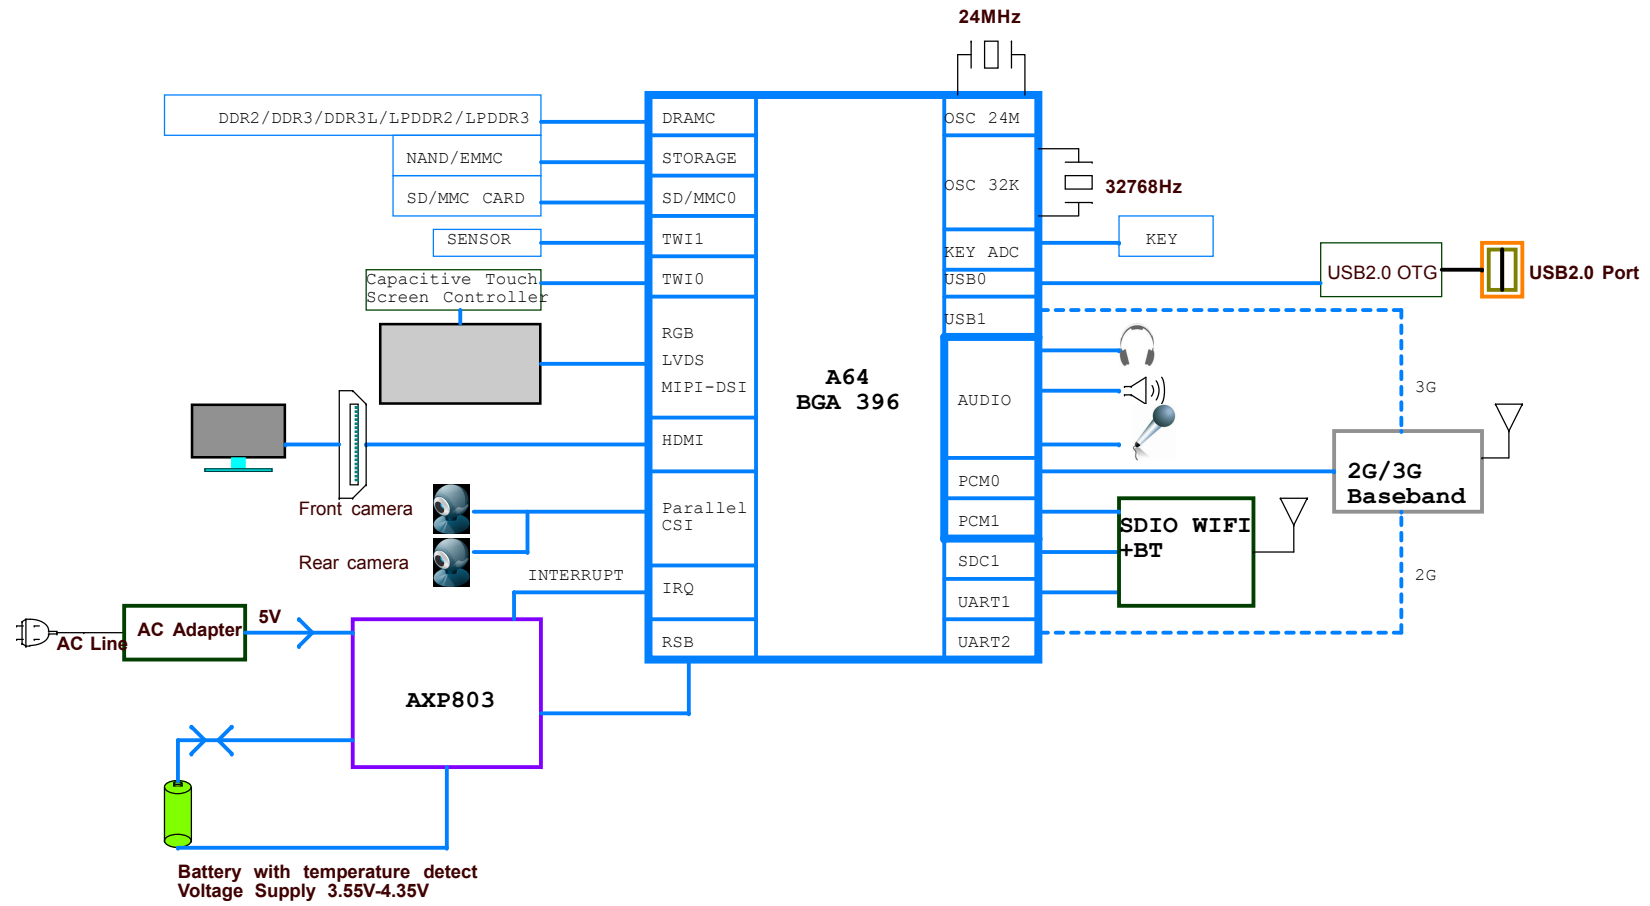 24MHz
DDR2/DDR3/DDR3L/LPDDR2/LPDDR3
NAND/EMMC
SD/MMC CARD
SENSOR
Capacitive Touch
Screen Controller
DRAMC
STORAGE
SD/MMC0
TWI1
TWI0
RGB
LVDS
MIPI-DSI
HDMI
Parallel
CSI
IRQ
RSB
A64
BGA 396
OSC 24M
OSC 32K
KEY ADC
USB0
USB1
AUDIO
PCM0
PCM1
SDC1
UART1
UART2
32768Hz
KEY
USB2.0 OTG
USB2.0 Port
3G
2G/3G
Baseband
SDIO WIFI
+BT
2G
Front camera
Rear camera
INTERRUPT
AC Line
AC Adapter
5V
AXP803
Battery with temperature detect
Voltage Supply 3.55V-4.35V